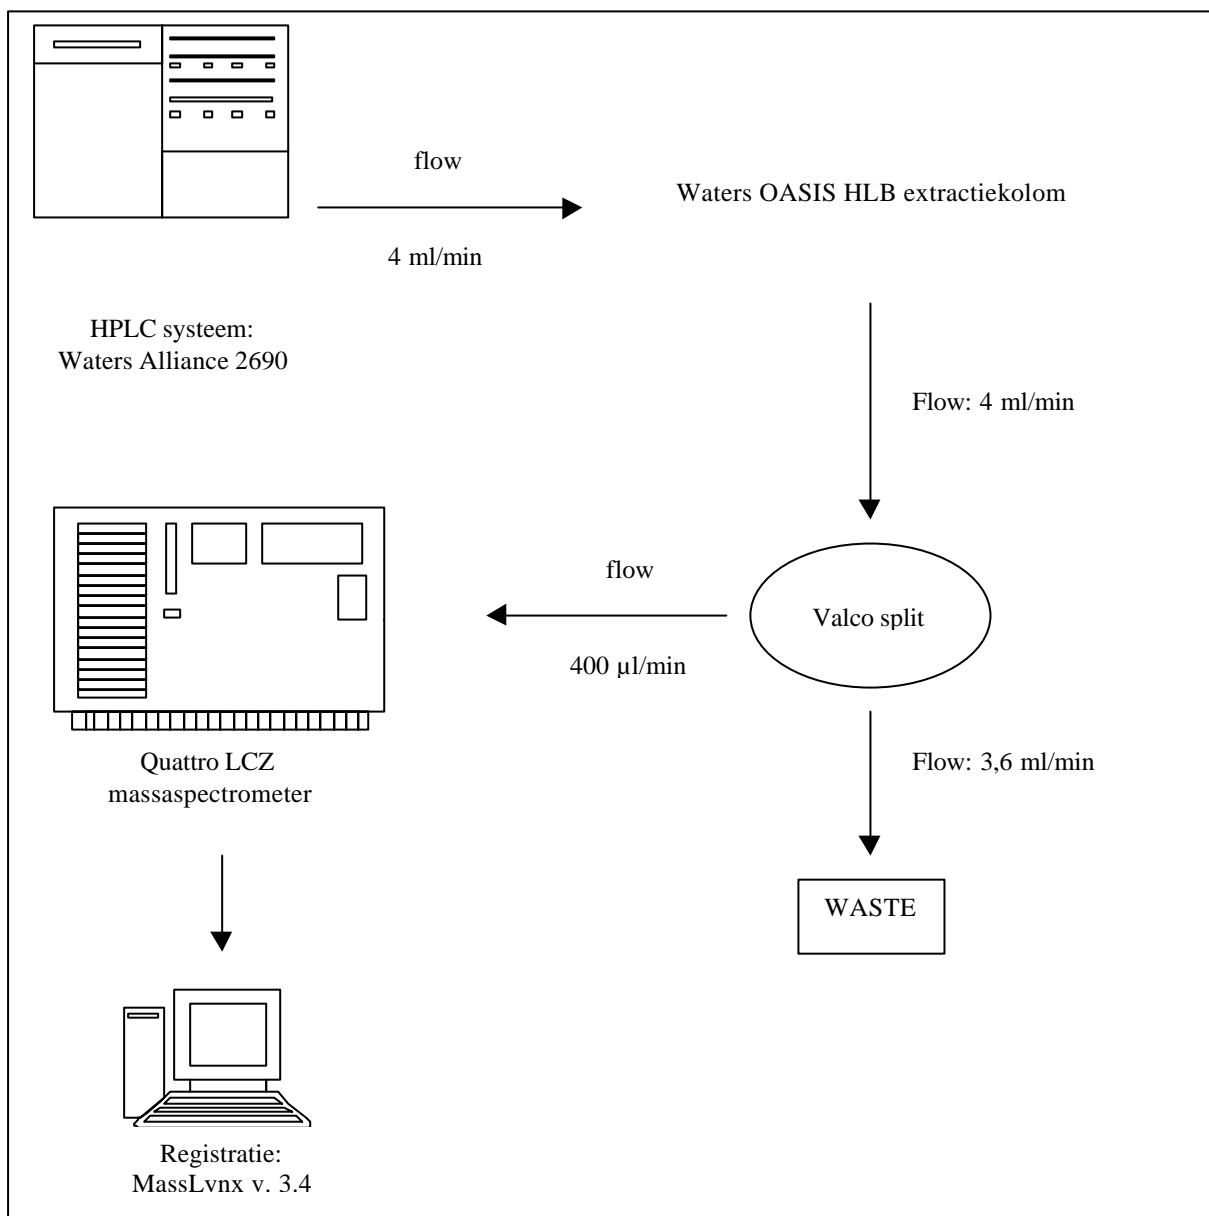 flow
4 ml/min
Waters OASIS HLB extractiekolom
HPLC systeem:
Waters Alliance 2690
Flow: 4 ml/min
flow
400 µl/min
Valco split
Quattro LCZ
massaspectrometer
Flow: 3,6 ml/min
WASTE
Registratie:
MassLvnx v. 3.4